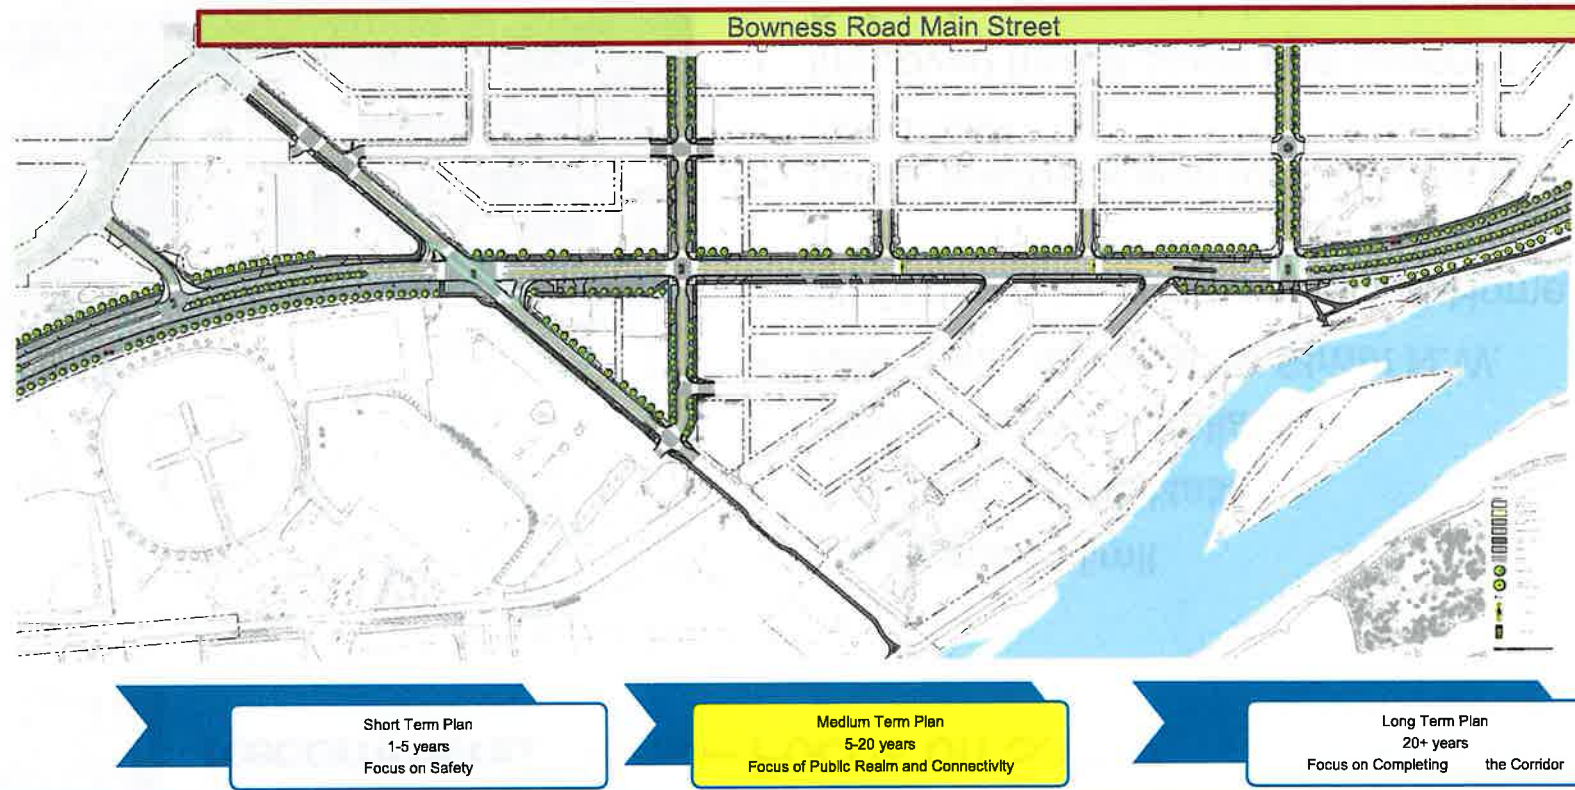 Bowness Road Main Street
Short Term Plan
1-5 years
Focus on Safety
Medium Term Plan
5-20 years
Focus of Public Realm and Connectivity
Long Term Plan
20+ years
Focus on Completing the Corridor